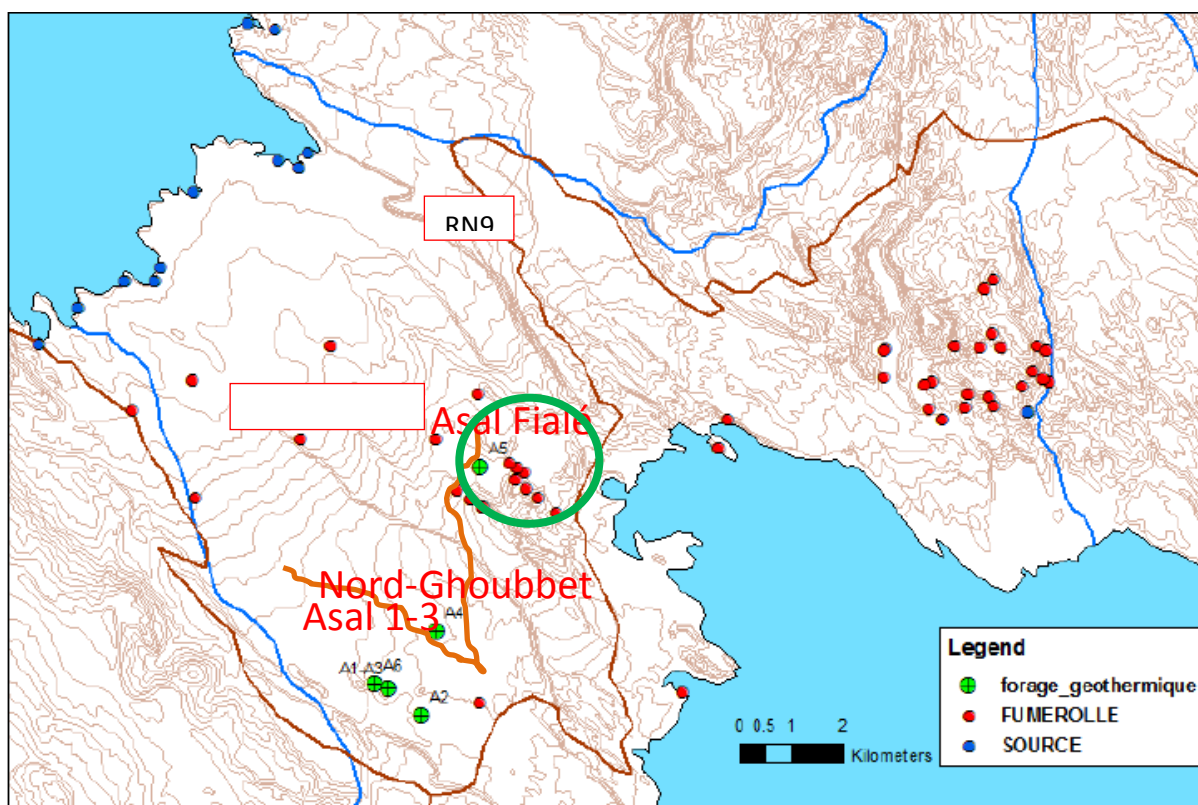 RN9
Asal Fialé
A5
Nord-Ghoubbet
Asal 1-3
A4
A1 A3 A6
A2
Legend
forage_geothermique
FUMEROLLE
SOURCE
0 0.5 1 2
Kilometers